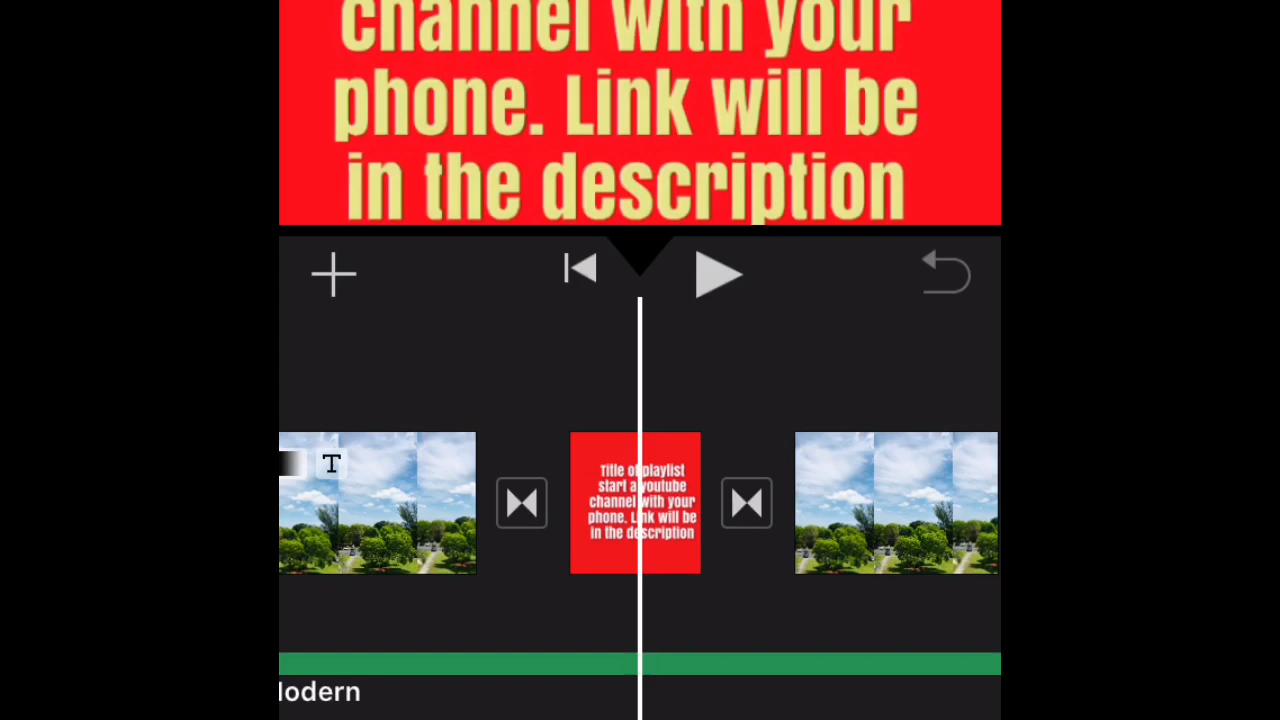 channel with your
phone. Link will be
in the description
T
Title of playlist
start a youtube
channel with your
phone. Link will be
in the description
lodern